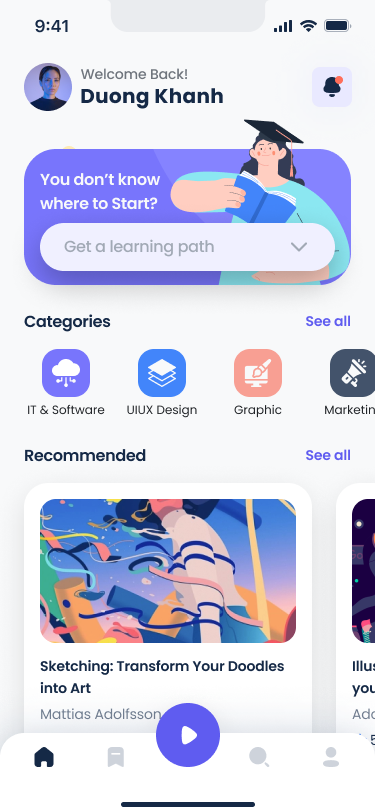 9:41
Welcome Back!
Duong Khanh
You don't know
where to Start?
Get a learning path
Categories
See all
IT & Software
UIUX Design
Graphic
Marketin
Recommended
See all
Sketching: Transform Your Doodles
into Art
Mattias Adolfsson
Illus
you
Ado